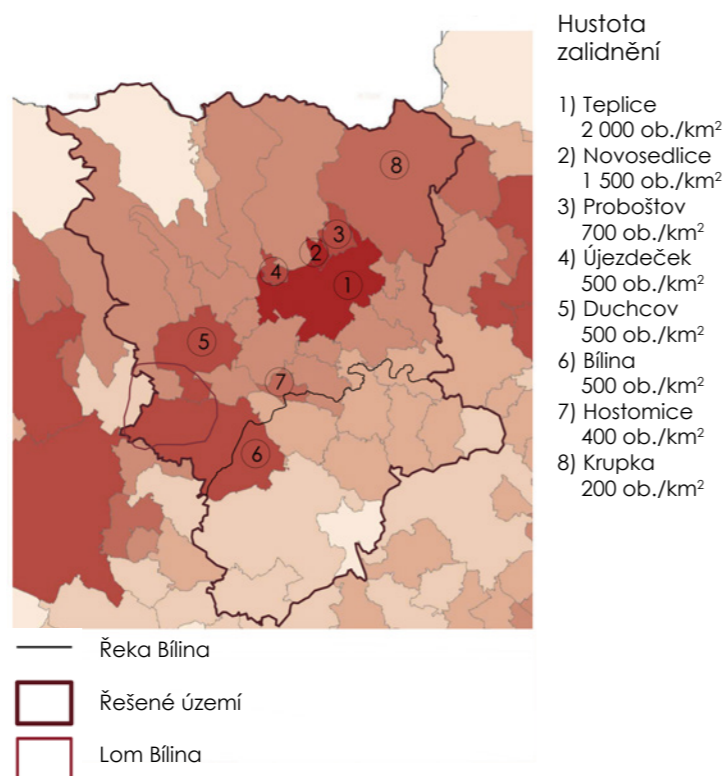 Hustota
zalidnění
1) Teplice
2 000 ob./km²
2) Novosedlice
1 500 ob./km²
3) Proboštov
700 ob./km²
4) Újezdeček
500 ob./km²
5) Duchcov
500 ob./km²
6) Bílina
500 ob./km²
7) Hostomice
400 ob./km²
8) Krupka
200 ob./km²
8
3
2
4
1
5
7
6
Řeka Bílina
Řešené území
Lom Bílina